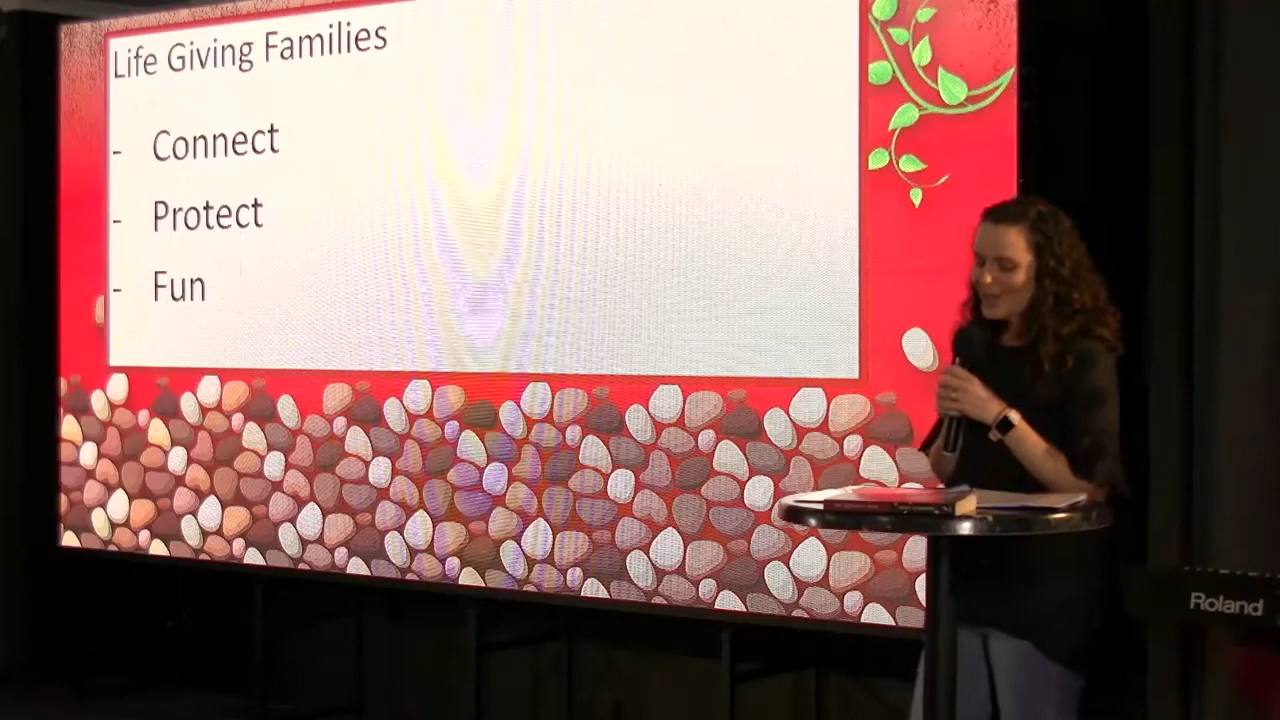 Life Giving Families
- Connect
- Protect
- Fun
Roland